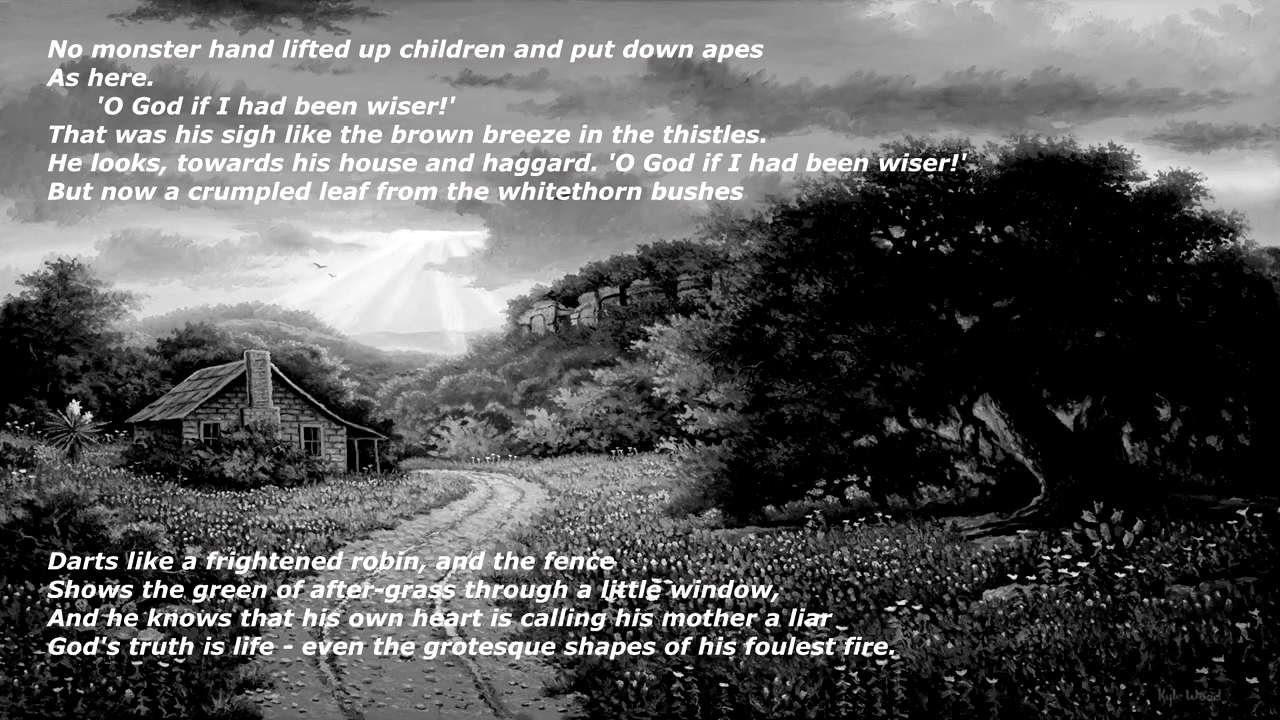 No monster hand lifted up children and put down apes
As here.
'O God if I had been wiser!'
That was his sigh like the brown breeze in the thistles.
He looks, towards his house and haggard. 'O God if I had been wiser!'
But now a crumpled leaf from the whitethorn bushes
Darts like a frightened robin, and the fence
Shows the green of after-grass through a little window,
And he knows that his own heart is calling his mother a liar
God's truth is life - even the grotesque shapes of his foulest fire.
Kyle Wood